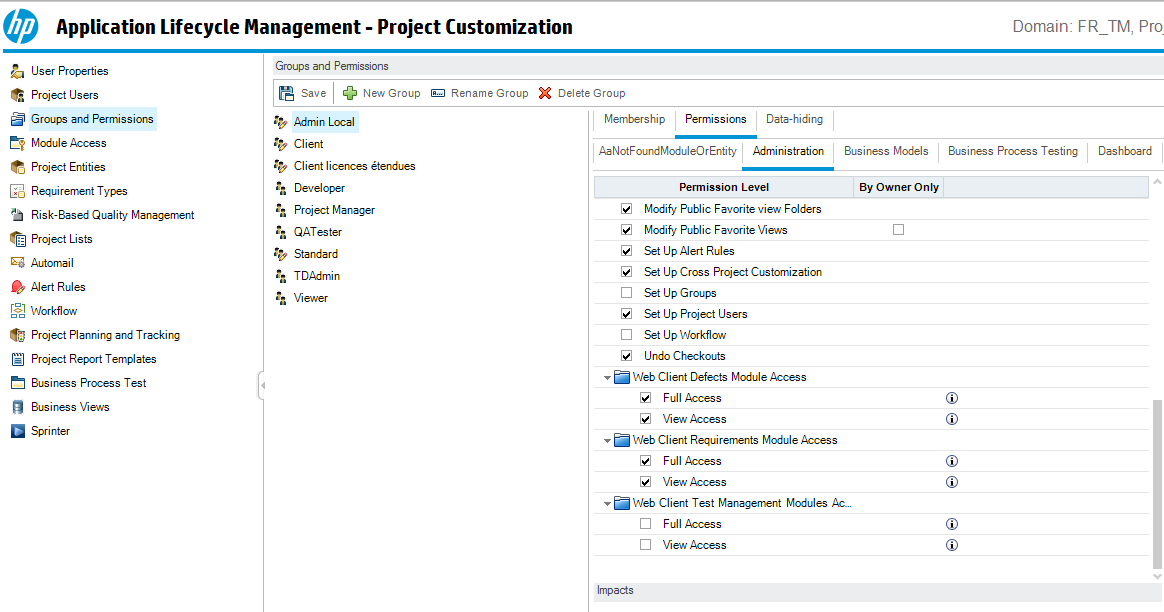 hp Application Lifecycle Management - Project Customization Domain: FR_TM, Proj
User Properties
Project Users
Groups and Permissions
Module Access
Project Entities
Requirement Types
Risk-Based Quality Management
Project Lists
Automail
Alert Rules
Workflow
Project Planning and Tracking
Project Report Templates
Business Process Test
Business Views
Sprinter
Groups and Permissions
Save New Group Rename Group Delete Group
Admin Local
Client
Client licences étendues
Developer
Project Manager
QATester
Standard
TDAdmin
Viewer
Membership Permissions Data-hiding
AaNotFoundModuleOrEntity Administration Business Models Business Process Testing Dashboard
Permission Level By Owner Only
Modify Public Favorite view Folders
Modify Public Favorite Views
Set Up Alert Rules
Set Up Cross Project Customization
Set Up Groups
Set Up Project Users
Set Up Workflow
Undo Checkouts
Web Client Defects Module Access
Full Access
View Access
Web Client Requirements Module Access
Full Access
View Access
Web Client Test Management Modules Ac...
Full Access
View Access
Impacts